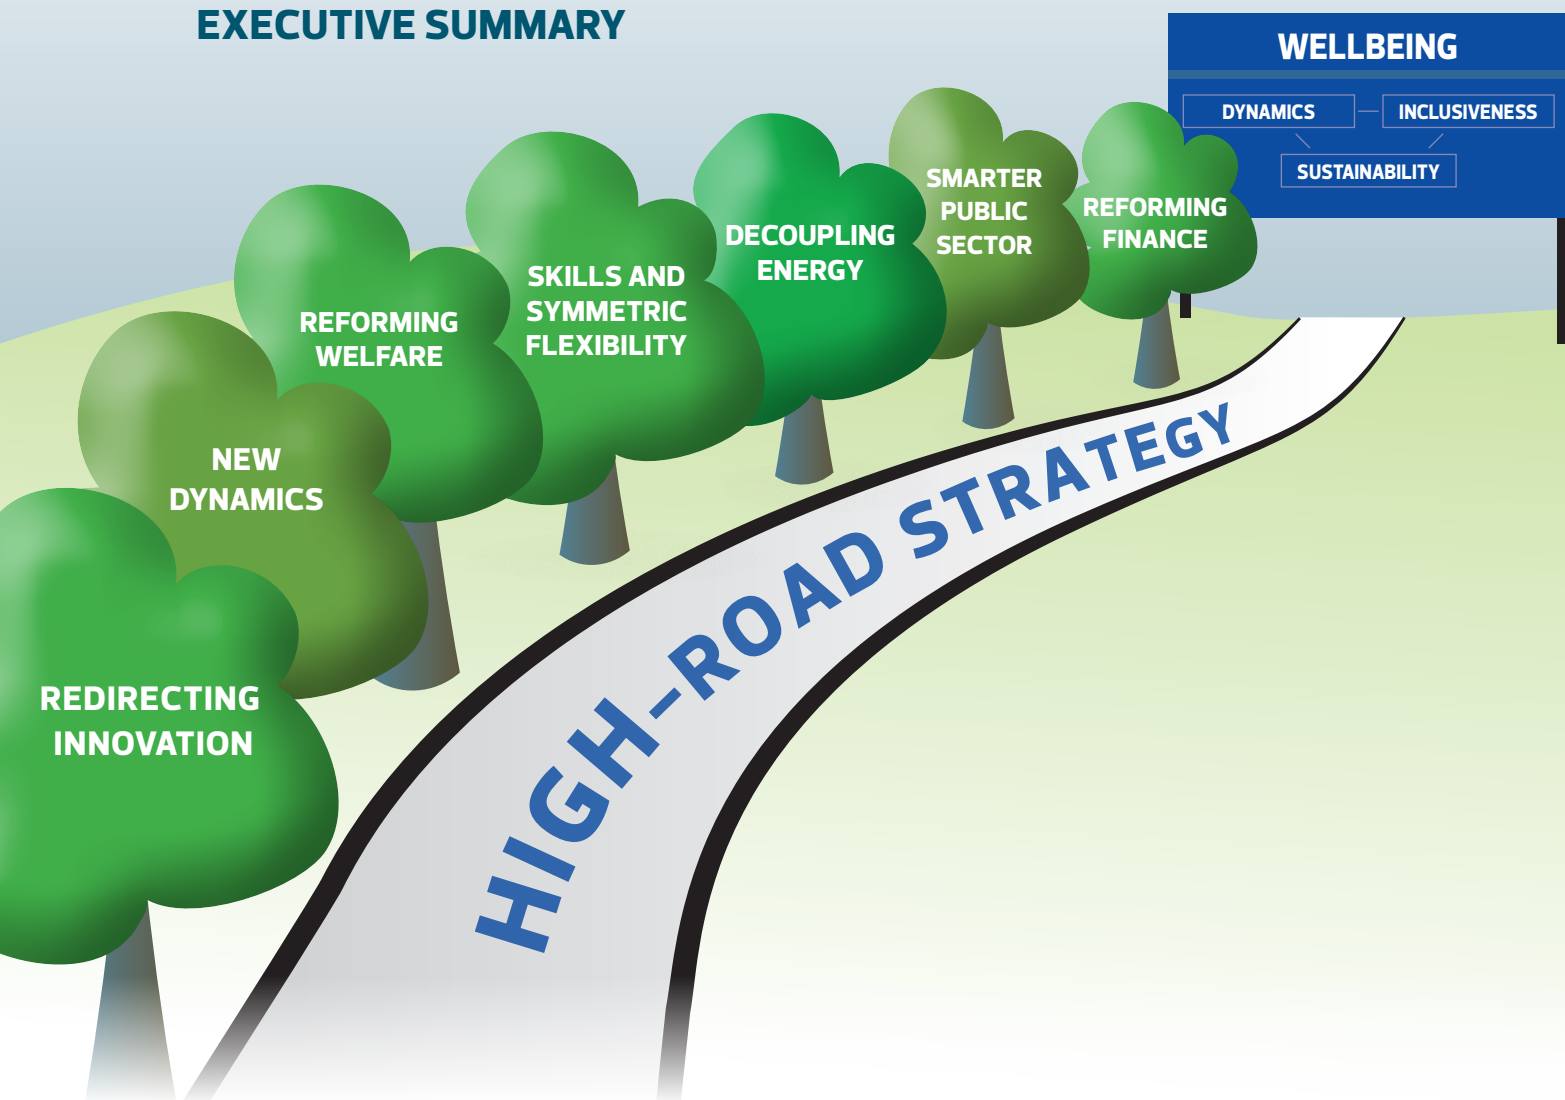 EXECUTIVE SUMMARY
WELLBEING
DYNAMICS
INCLUSIVENESS
SUSTAINABILITY
REFORMING
FINANCE
SMARTER
PUBLIC
SECTOR
DECOUPLING
ENERGY
SKILLS AND
SYMMETRIC
FLEXIBILITY
REFORMING
WELFARE
NEW
DYNAMICS
REDIRECTING
INNOVATION
HIGH-ROAD STRATEGY